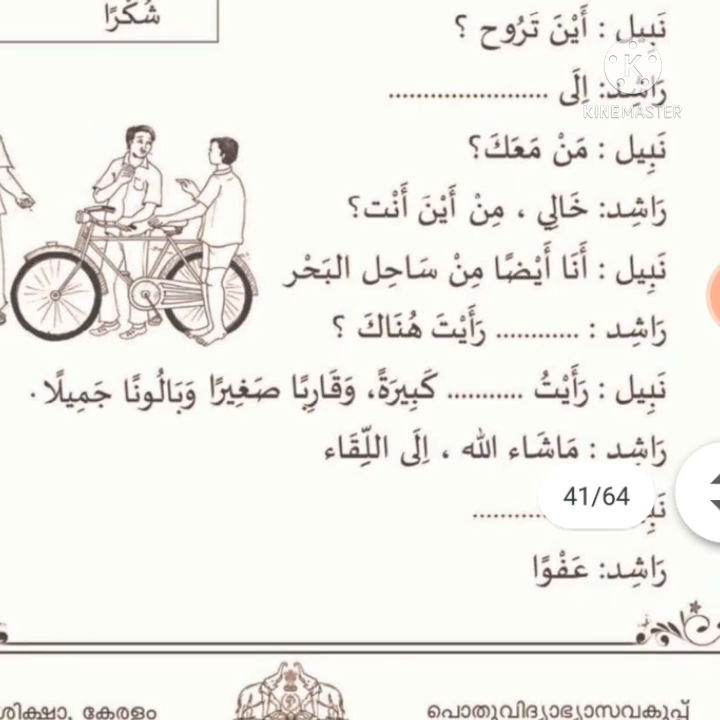 شُكْرًا
نَبِيل : أَيْنَ تَرُوح ؟
رَاشِد: إِلَى ......................
KINEMASTER
نَبِيل : مَنْ مَعَكَ؟
رَاشِد: خَالِي ، مِنْ أَيْنَ أَنْت؟
نَبِيل : أَنَا أَيْضًا مِنْ سَاحِل البَحْر
رَاشِد : ............ رَأَيْتَ هُنَاكَ ؟
نَبِيل : رَأَيْتُ ........... كَبِيرَةً، وَقَارِبًا صَغِيرًا وَبَالُونًا جَمِيلًا.
رَاشِد : مَاشَاء الله ، إِلَى اللِّقَاء
41/64
رَاشِد: عَفْوًا
ശിക്ഷാ, കേരളം
പൊതുവിദ്യാഭ്യാസവകുപ്പ്